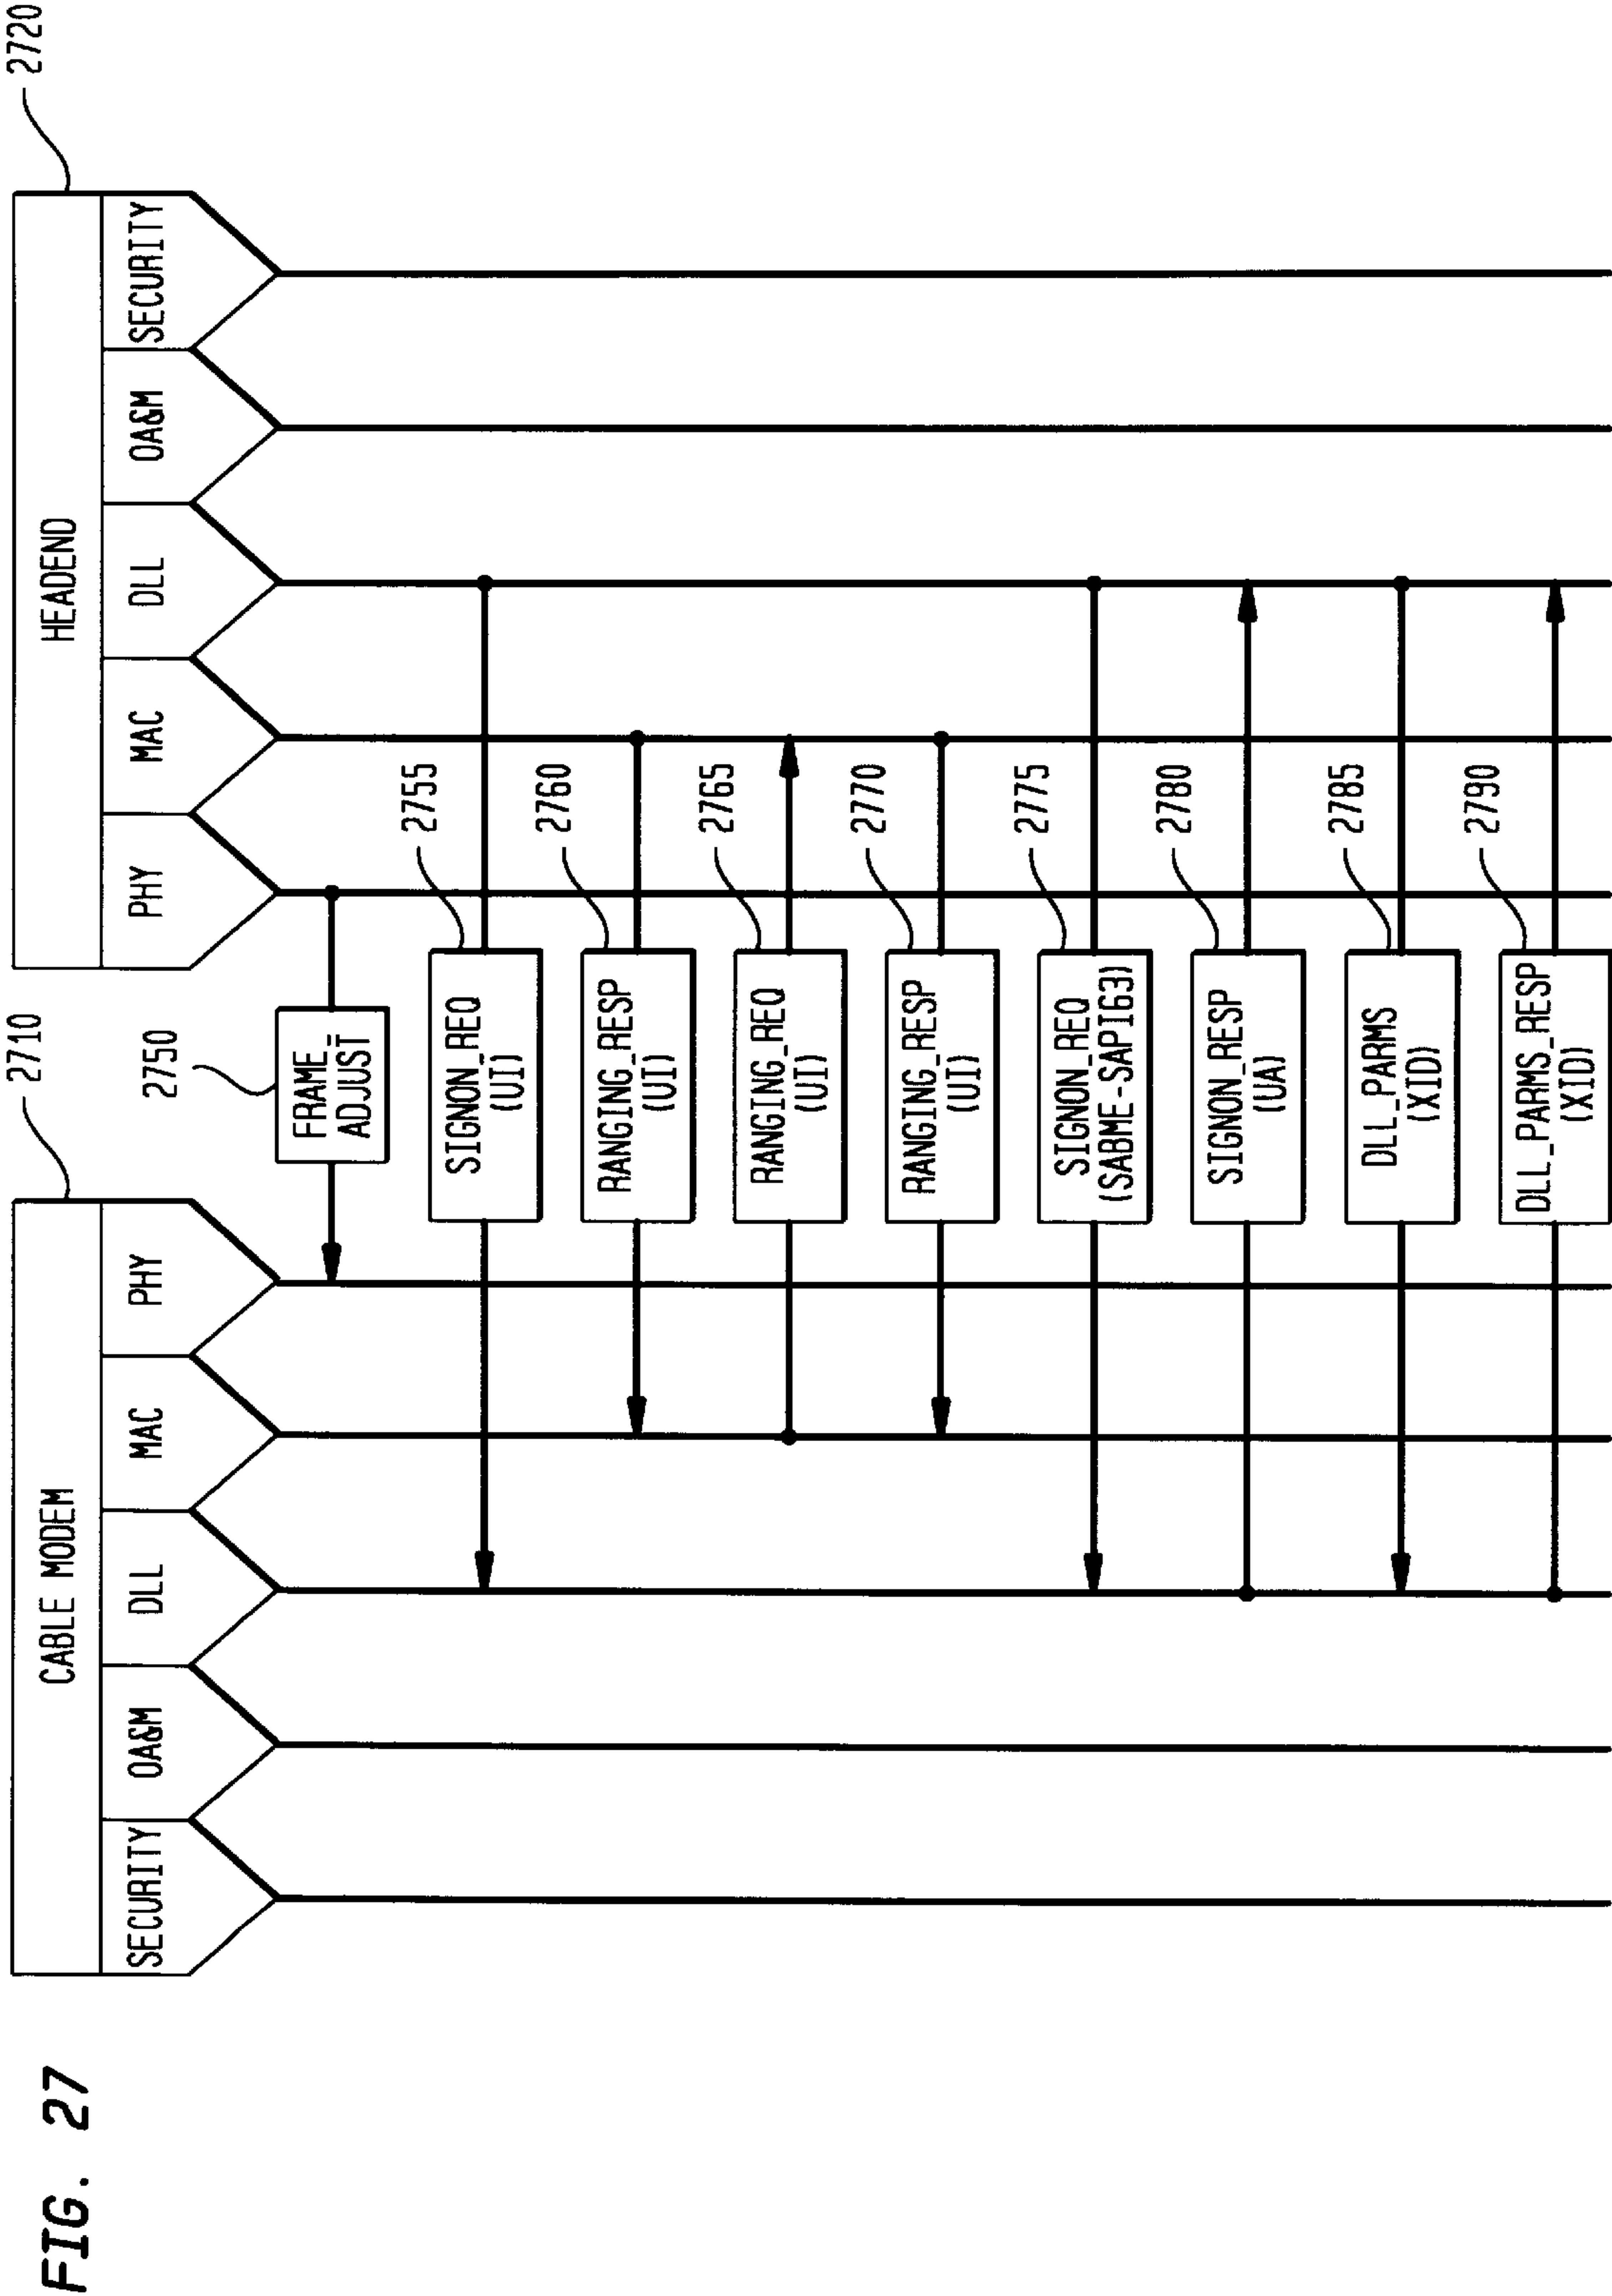 FIG. 27
CABLE MODEM
2710
HEADEND
2720
SECURITY
OA&M
DLL
MAC
PHY
PHY
MAC
DLL
OA&M
SECURITY
2750
FRAME_
ADJUST
2755
SIGNON_REQ
(UI)
2760
RANGING_RESP
(UI)
2765
RANGING_REQ
(UI)
2770
RANGING_RESP
(UI)
2775
SIGNON_REQ
(SABME-SAPI63)
2780
SIGNON_RESP
(UA)
2785
DLL_PARMS
(XID)
2790
DLL_PARMS_RESP
(XID)